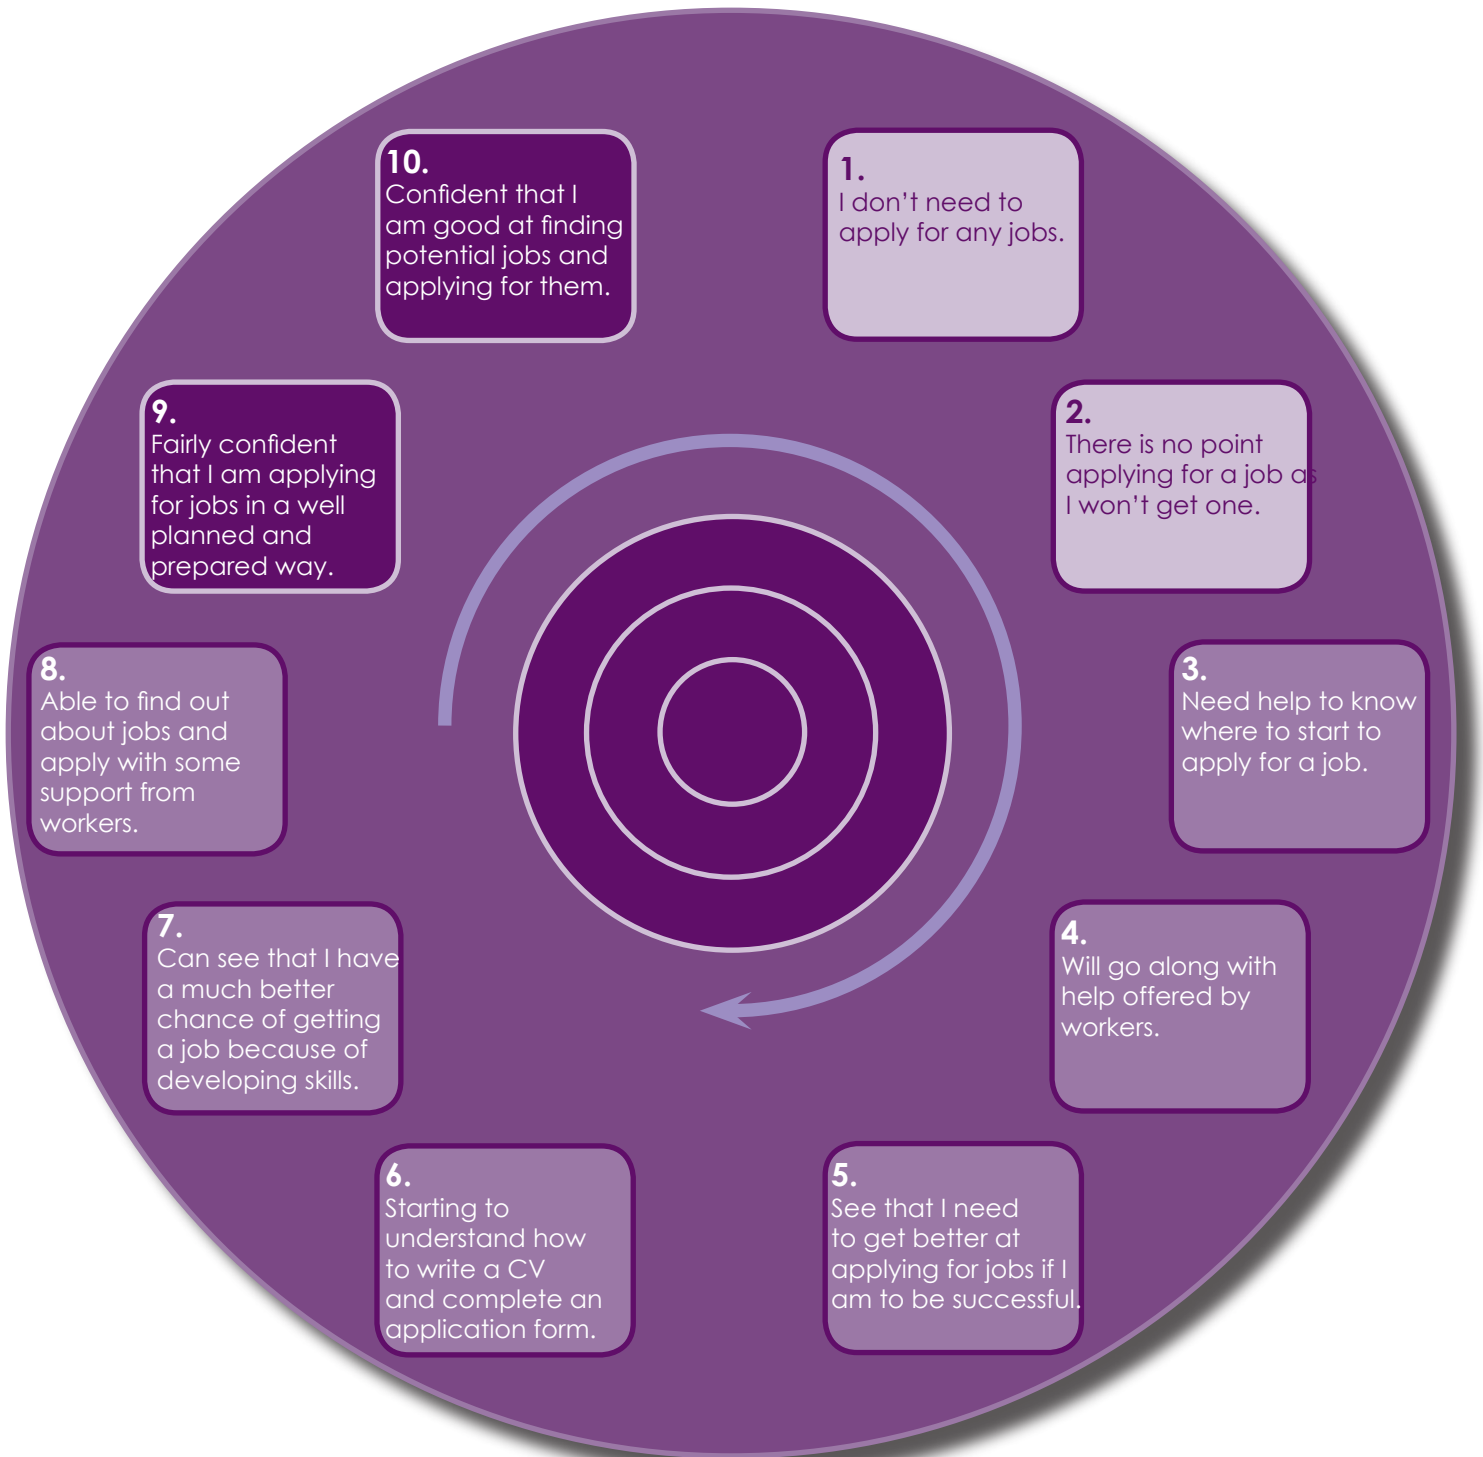 1.
I don't need to
apply for any jobs.
2.
There is no point
applying for a job as
I won't get one.
3.
Need help to know
where to start to
apply for a job.
4.
Will go along with
help offered by
workers.
5.
See that I need
to get better at
applying for jobs if I
am to be successful.
6.
Starting to
understand how
to write a CV
and complete an
application form.
7.
Can see that I have
a much better
chance of getting
a job because of
developing skills.
8.
Able to find out
about jobs and
apply with some
support from
workers.
9.
Fairly confident
that I am applying
for jobs in a well
planned and
prepared way.
10.
Confident that I
am good at finding
potential jobs and
applying for them.